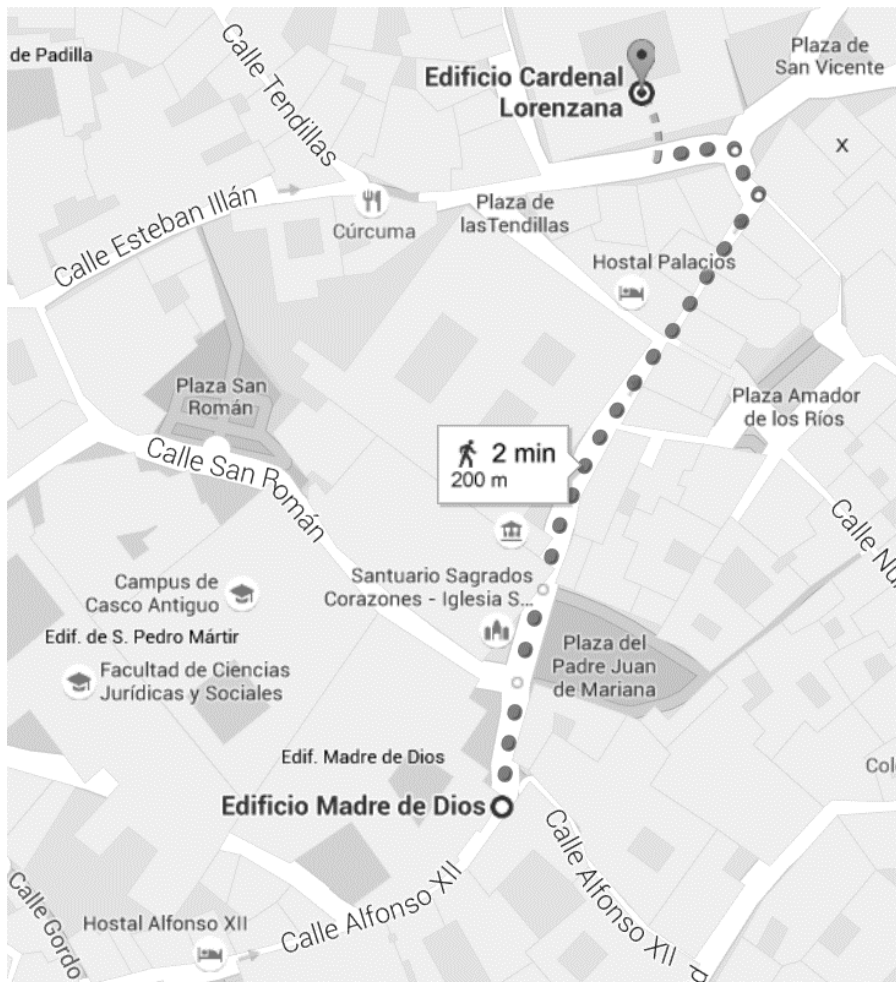 de Padilla
Calle Tendillas
Edificio Cardenal
Lorenzana
Plaza de
San Vicente
X
Calle Esteban Illán
Cúrcuma
Plaza de
lasTendillas
Hostal Palacios
Plaza San
Román
Plaza Amador
de los Ríos
2 min
200 m
Calle San Román
Calle Nu
Campus de
Casco Antiguo
Santuario Sagrados
Corazones - Iglesia S...
Edif. de S. Pedro Mártir
Facultad de Ciencias
Jurídicas y Sociales
Plaza del
Padre Juan
de Mariana
Edif. Madre de Dios
Cole
Edificio Madre de Dios
Calle Alfonso XII
Calle Alfonso XII
Calle Gordo
Hostal Alfonso XII
P